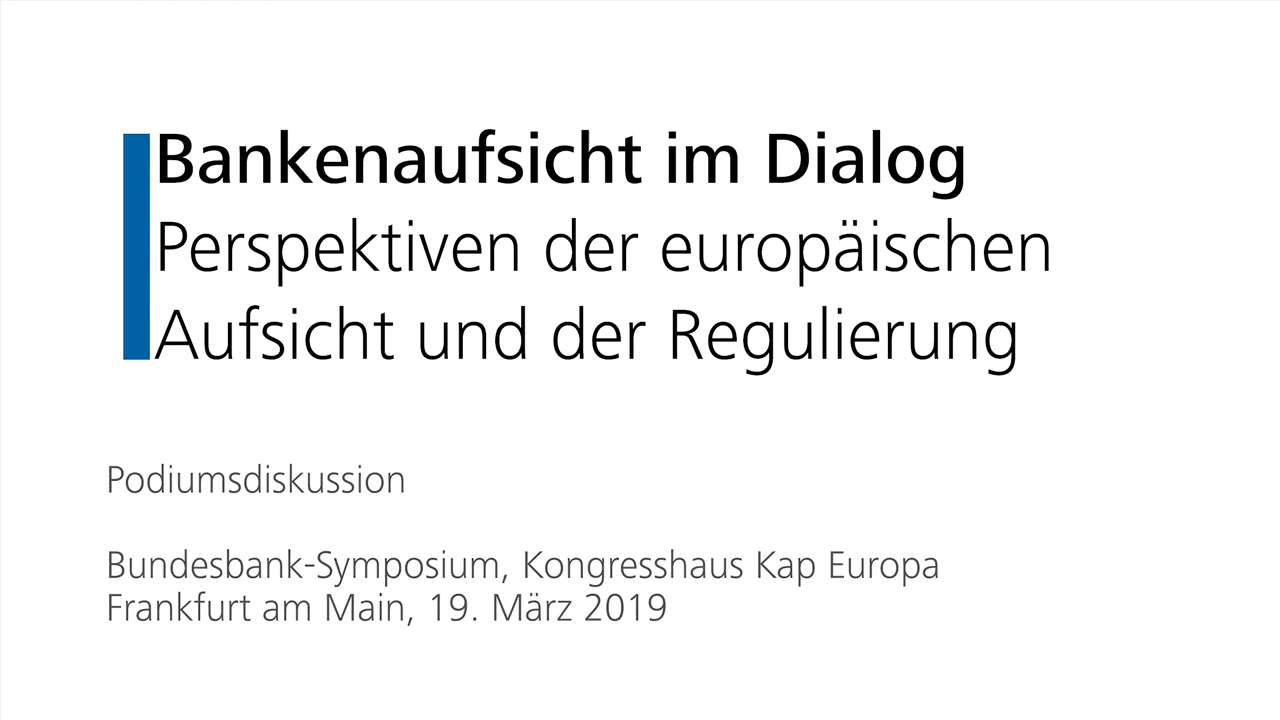 Bankenaufsicht im Dialog
Perspektiven der europäischen
Aufsicht und der Regulierung
Podiumsdiskussion
Bundesbank-Symposium, Kongresshaus Kap Europa
Frankfurt am Main, 19. März 2019